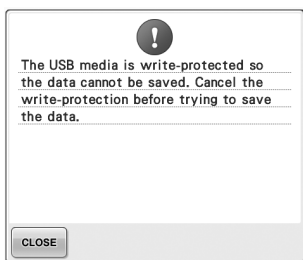 The USB media is write-protected so
the data cannot be saved. Cancel the
write-protection before trying to save
the data.
CLOSE